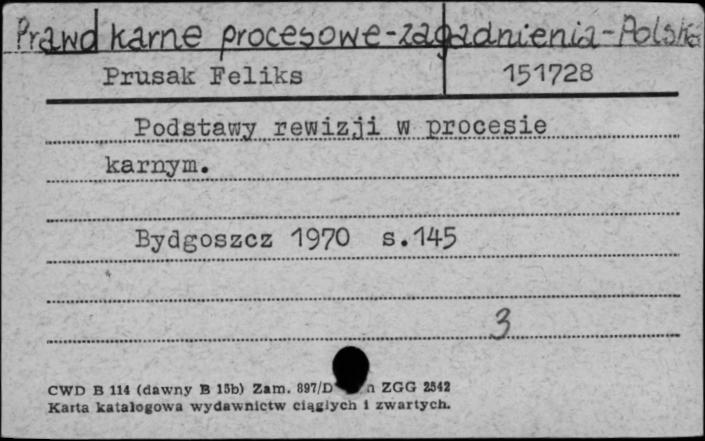 Prawo karne procesowe-zagadnienia-Polska
Prusak Feliks 151728
Podstawy rewizji w procesie
karnym.
Bydgoszcz 1970 s.145
3
CWD B 114 (dawny B 15b) Zam. 897/D n ZGG 2542
Karta katalogowa wydawnictw ciągłych i zwartych.